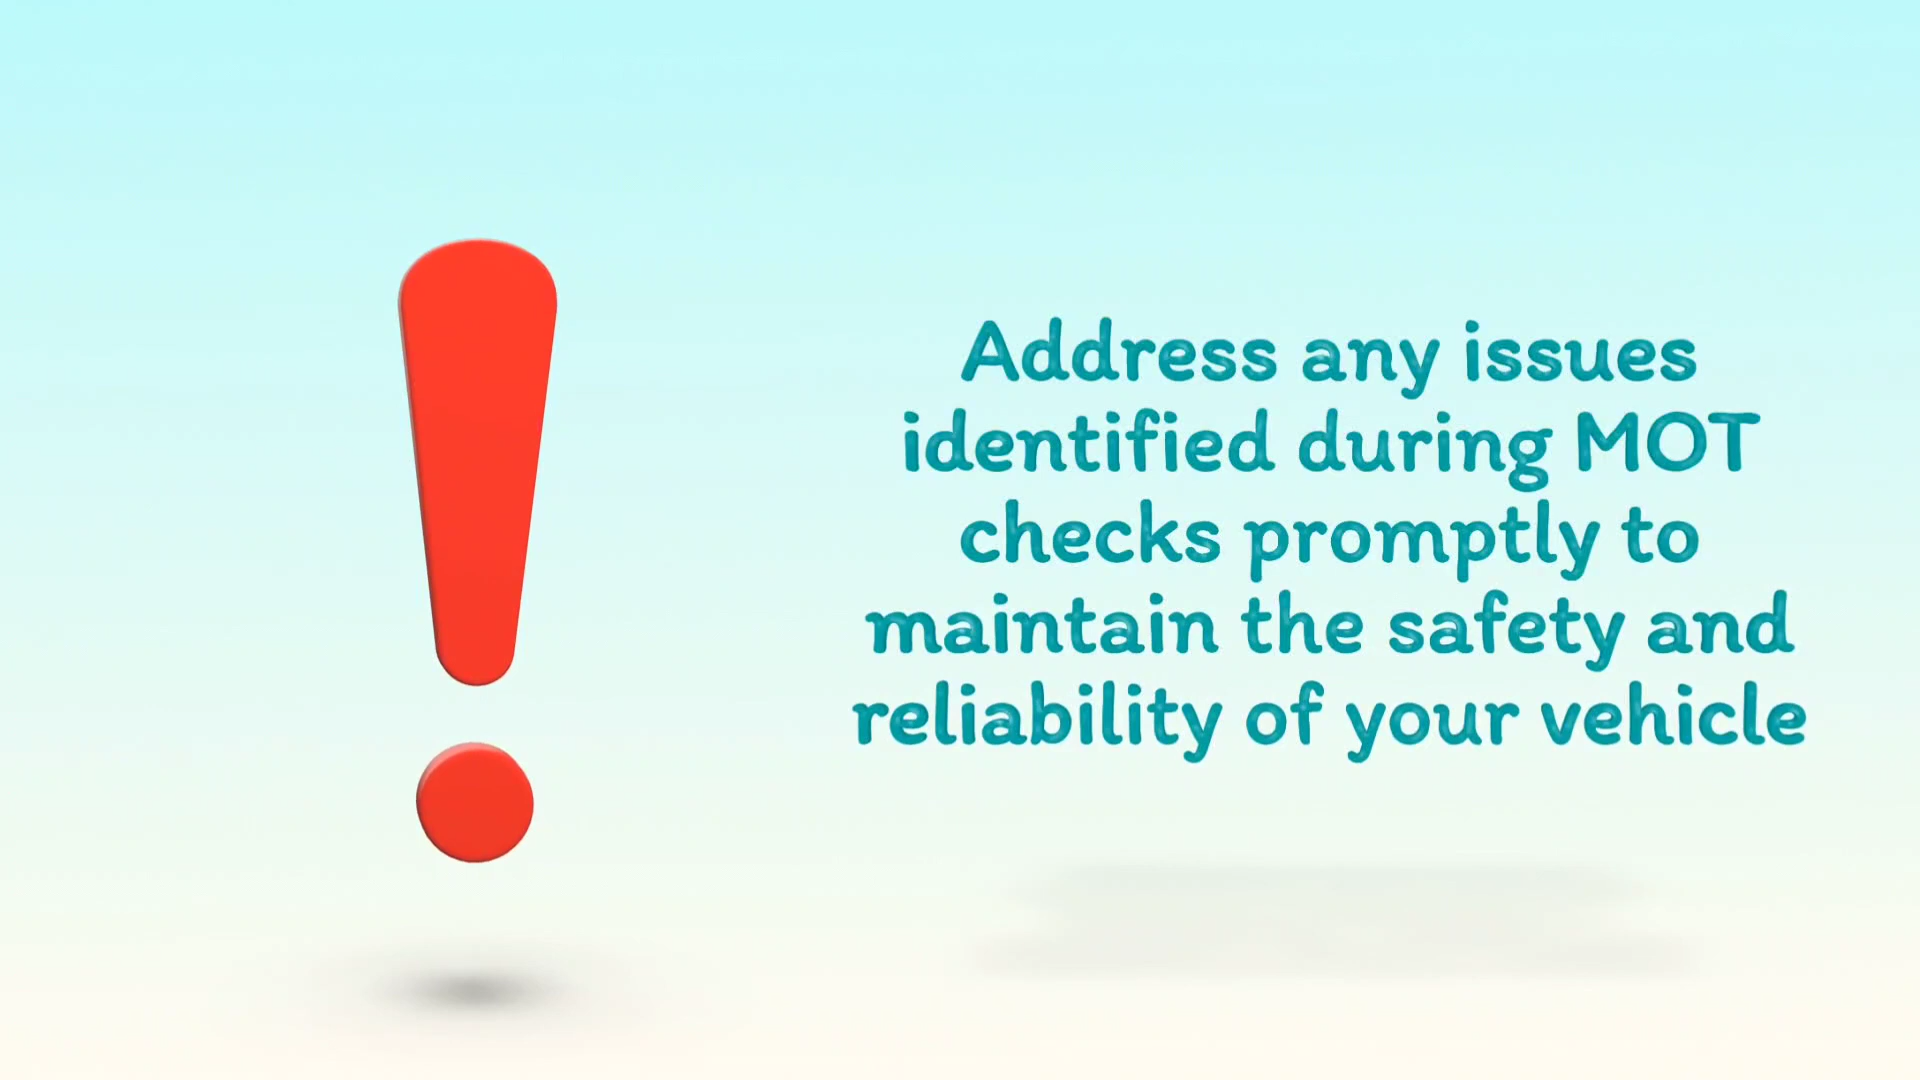 Address any issues
identified during MOT
checks promptly to
maintain the safety and
reliability of your vehicle